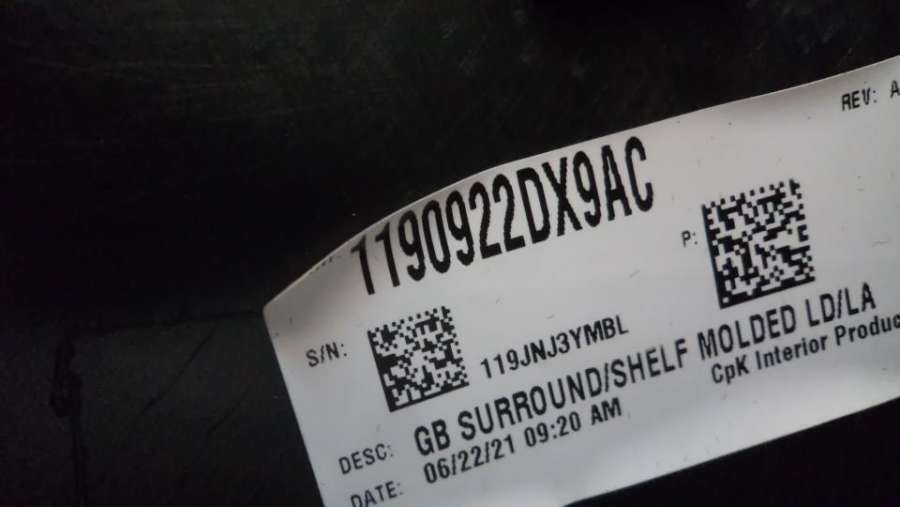 REV: A
1190922DX9AC
P:
S/N: 119JNJ3YMBL
DESC: GB SURROUND/SHELF MOLDED LD/LA
DATE: 06/22/21 09:20 AM CpK Interior Produc